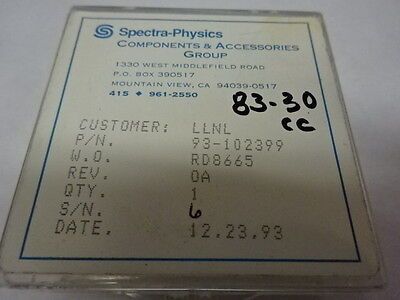 Spectra-Physics
COMPONENTS & ACCESSORIES
GROUP
1330 WEST MIDDLEFIELD ROAD
P.O. BOX 390517
MOUNTAIN VIEW, CA 94039-0517
415 ♦ 961-2550
83-30
cc
CUSTOMER: LLNL
P/N. 93-102399
W.O. RD8665
REV. 0A
QTY. 1
S/N. 6
DATE. 12.23.93